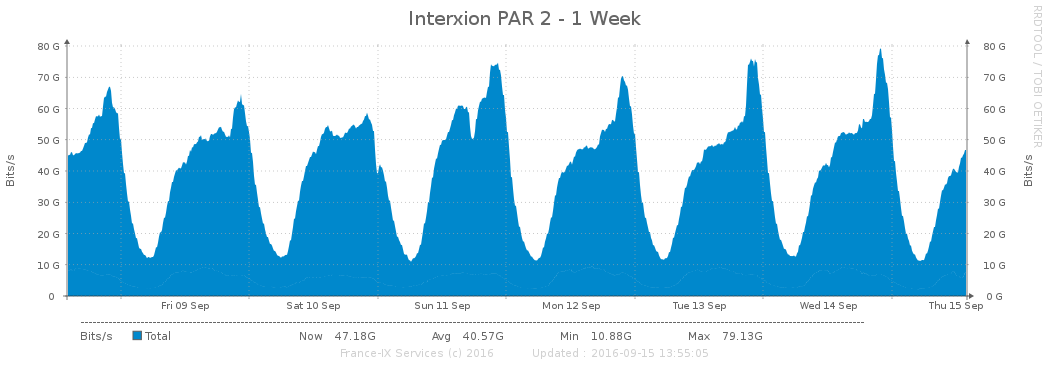 Interxion PAR 2 - 1 Week
RRDTOOL / TOBI OETIKER
Bits/s
80 G
70 G
60 G
50 G
40 G
30 G
20 G
10 G
0
80 G
70 G
60 G
50 G
40 G
30 G
20 G
10 G
0 G
Bits/s
Fri 09 Sep Sat 10 Sep Sun 11 Sep Mon 12 Sep Tue 13 Sep Wed 14 Sep Thu 15 Sep
Bits/s Total Now 47.18G Avg 40.57G Min 10.88G Max 79.13G
France-IX Services (c) 2016 Updated : 2016-09-15 13:55:05